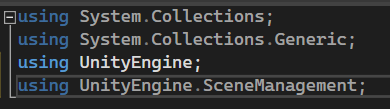 using System.Collections;
using System.Collections.Generic;
using UnityEngine;
using UnityEngine.SceneManagement;